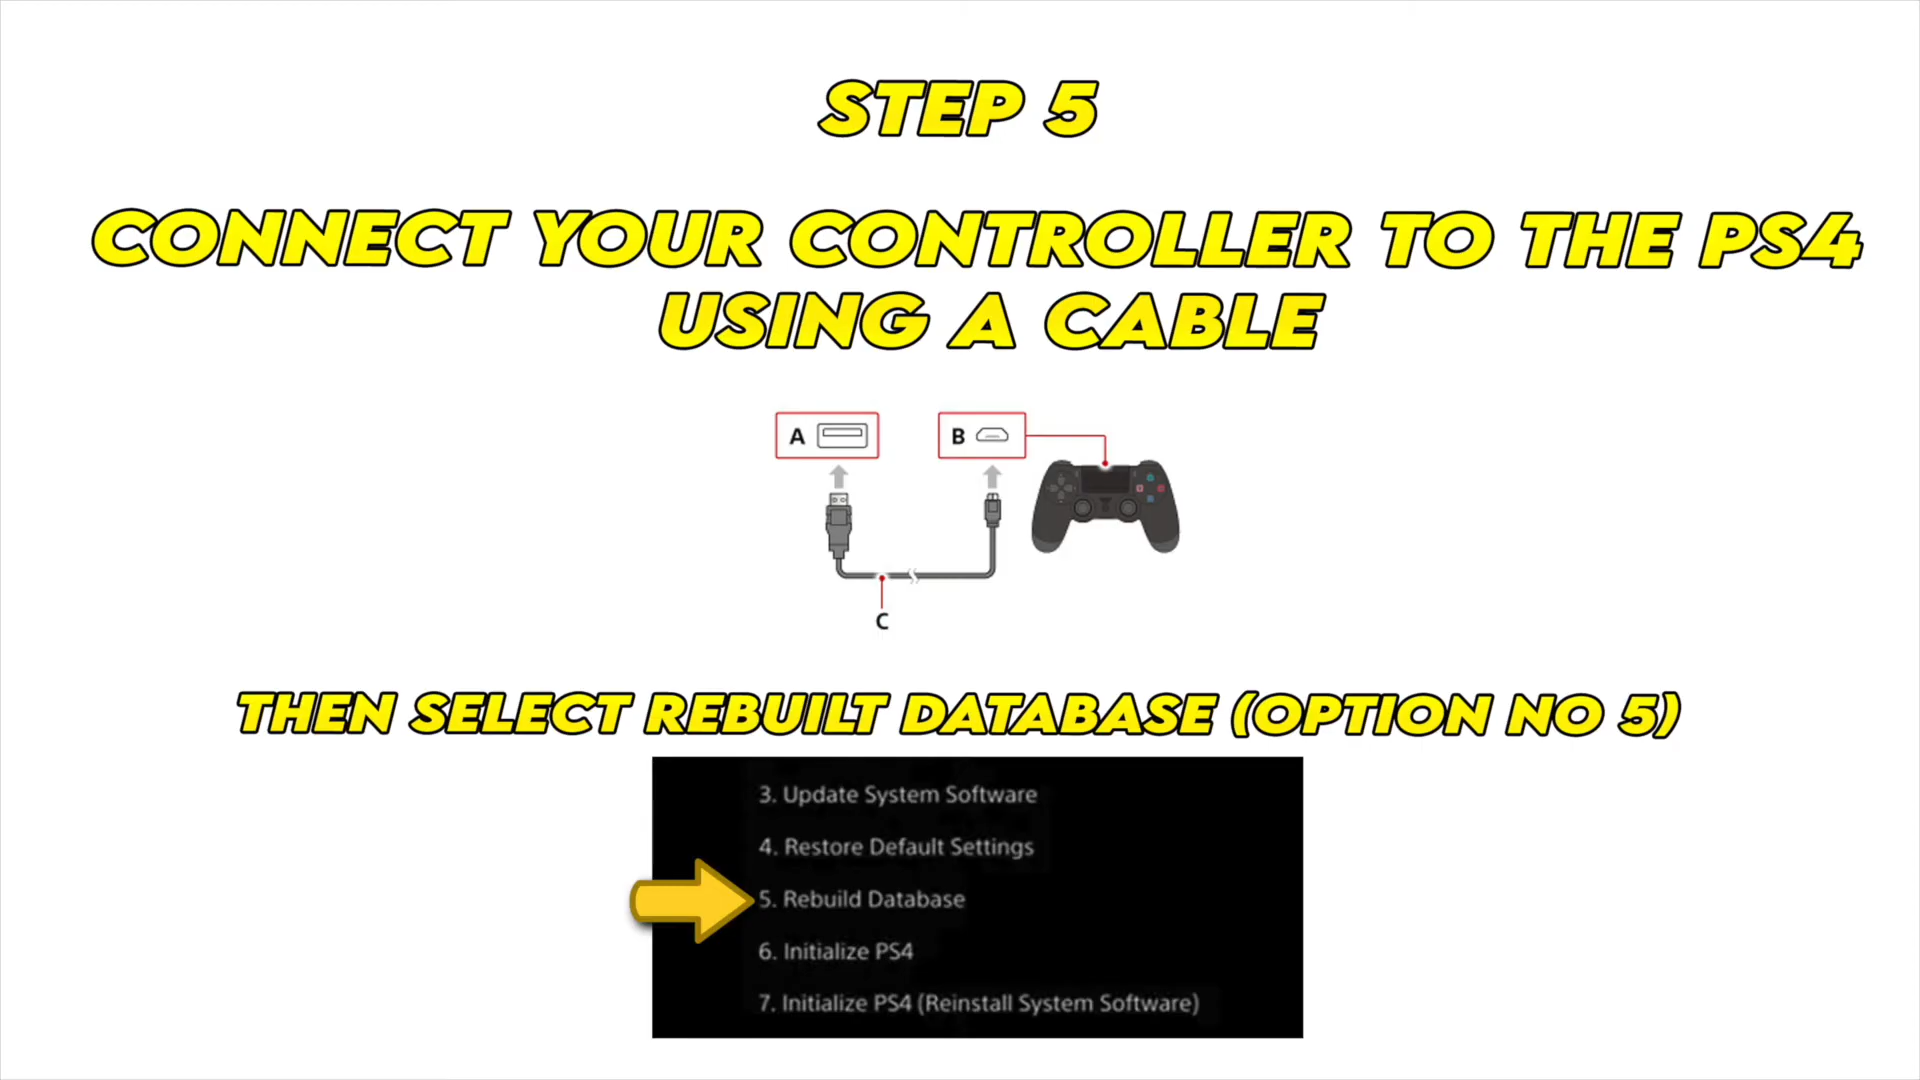 STEP 5
CONNECT YOUR CONTROLLER TO THE PS4
USING A CABLE
A
B
C
THEN SELECT REBUILT DATABASE (OPTION NO 5)
3. Update System Software
4. Restore Default Settings
5. Rebuild Database
6. Initialize PS4
7. Initialize PS4 (Reinstall System Software)